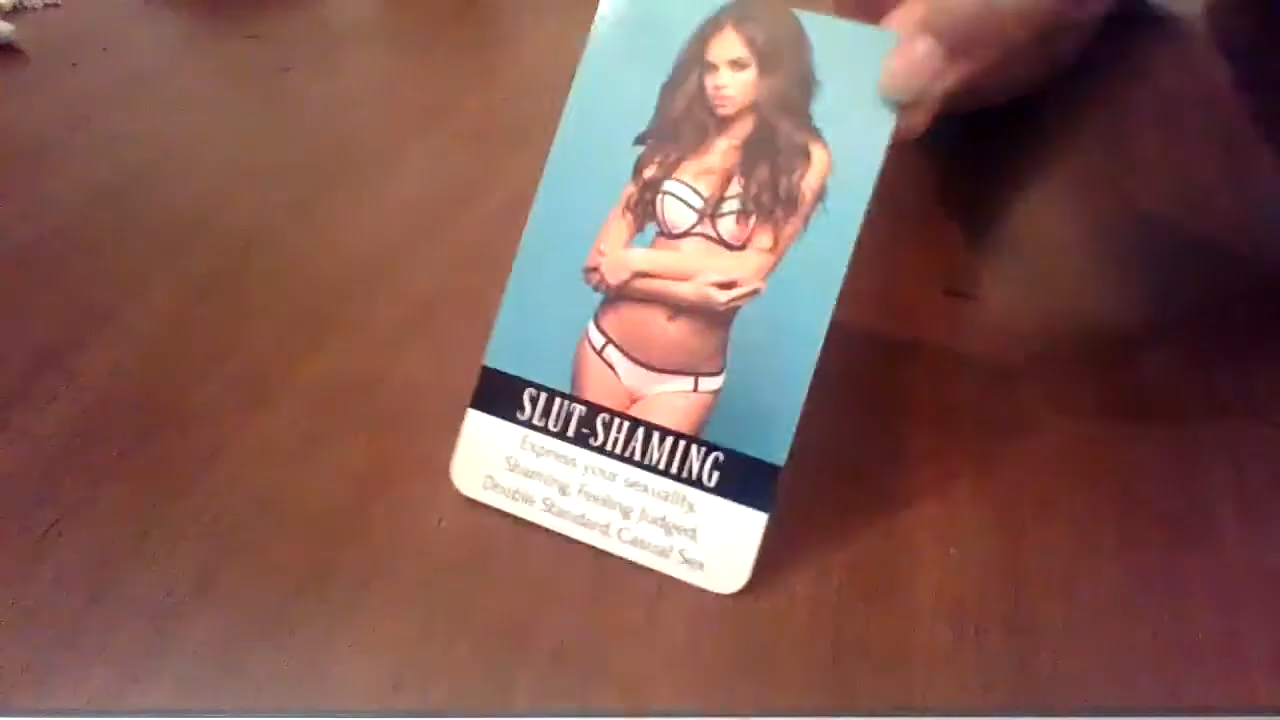 SLUT-SHAMING
Express your sexuality,
Shaming, Feeling Judged,
Double Standard, Casual Sex